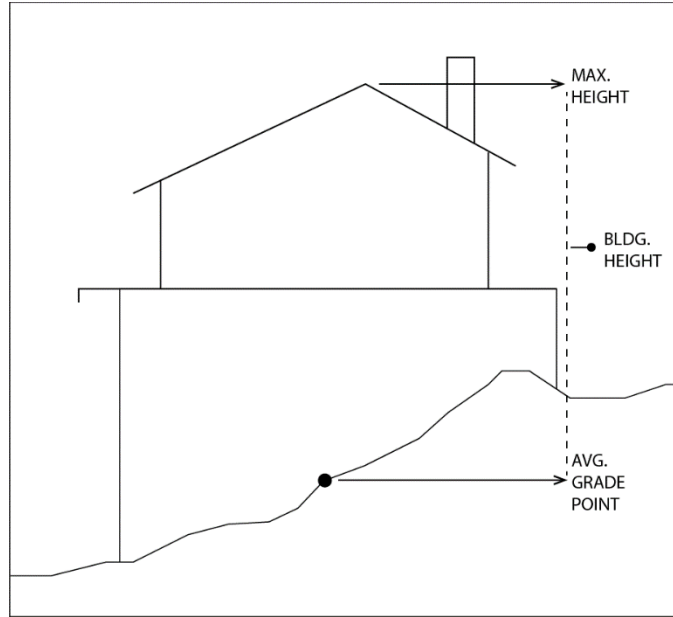 MAX.
HEIGHT
BLDG.
HEIGHT
AVG.
GRADE
POINT